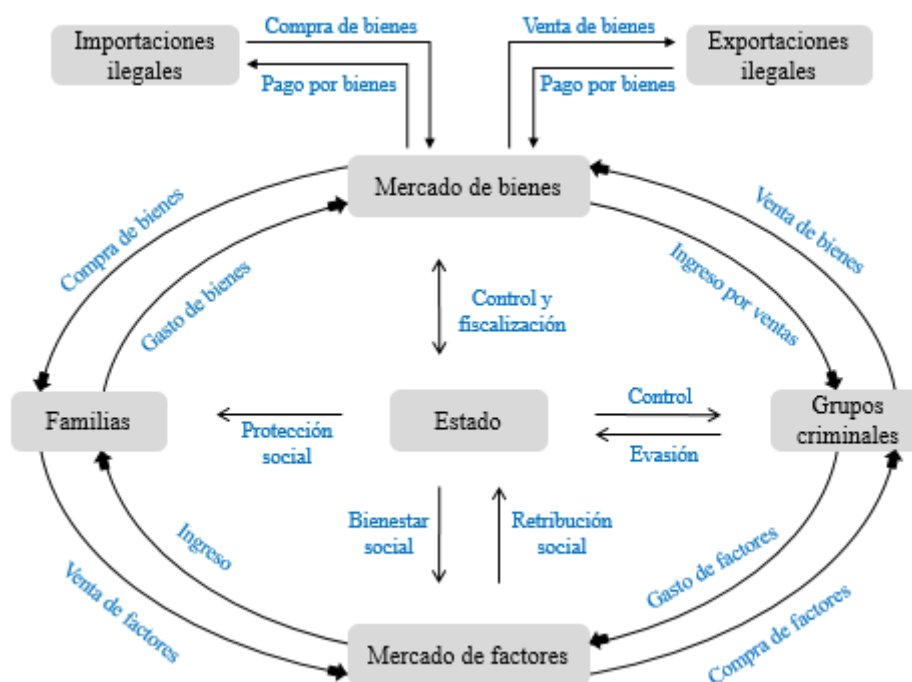 Importaciones
ilegales
Compra de bienes
Pago por bienes
Venta de bienes
Pago por bienes
Exportaciones
ilegales
Mercado de bienes
Compra de bienes
Gasto de bienes
Venta de bienes
Ingreso por ventas
Control y
fiscalización
Familias
Protección
social
Estado
Control
Evasión
Grupos
criminales
Bienestar
social
Retribución
social
Ingreso
Venta de factores
Gasto de factores
Compra de factores
Mercado de factores